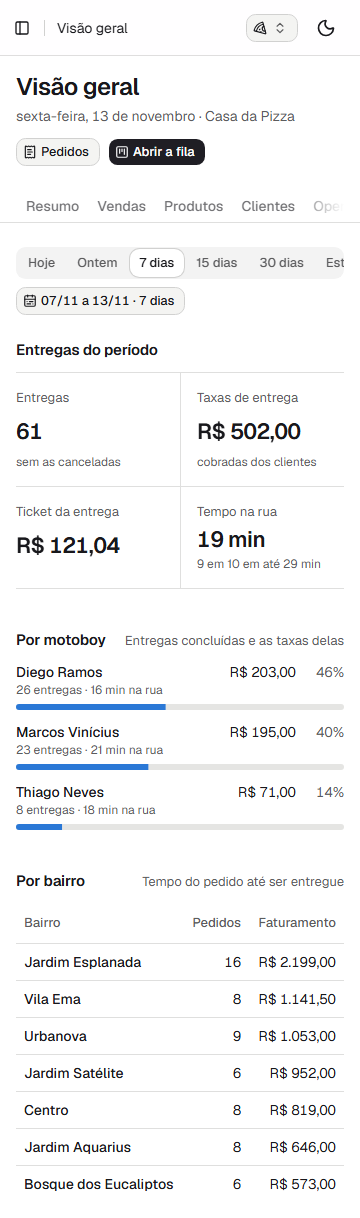 Visão geral
Visão geral
sexta-feira, 13 de novembro · Casa da Pizza
Pedidos
Abrir a fila
Resumo Vendas Produtos Clientes Ope
Hoje Ontem 7 dias 15 dias 30 dias Est
07/11 a 13/11 · 7 dias
Entregas do período
Entregas
61
sem as canceladas
Taxas de entrega
R$ 502,00
cobradas dos clientes
Ticket da entrega
R$ 121,04
Tempo na rua
19 min
9 em 10 em até 29 min
Por motoboy Entregas concluídas e as taxas delas
Diego Ramos R$ 203,00 46%
26 entregas · 16 min na rua
Marcos Vinícius R$ 195,00 40%
23 entregas · 21 min na rua
Thiago Neves R$ 71,00 14%
8 entregas · 18 min na rua
Por bairro Tempo do pedido até ser entregue
Bairro Pedidos Faturamento
Jardim Esplanada 16 R$ 2.199,00
Vila Ema 8 R$ 1.141,50
Urbanova 9 R$ 1.053,00
Jardim Satélite 6 R$ 952,00
Centro 8 R$ 819,00
Jardim Aquarius 8 R$ 646,00
Bosque dos Eucaliptos 6 R$ 573,00